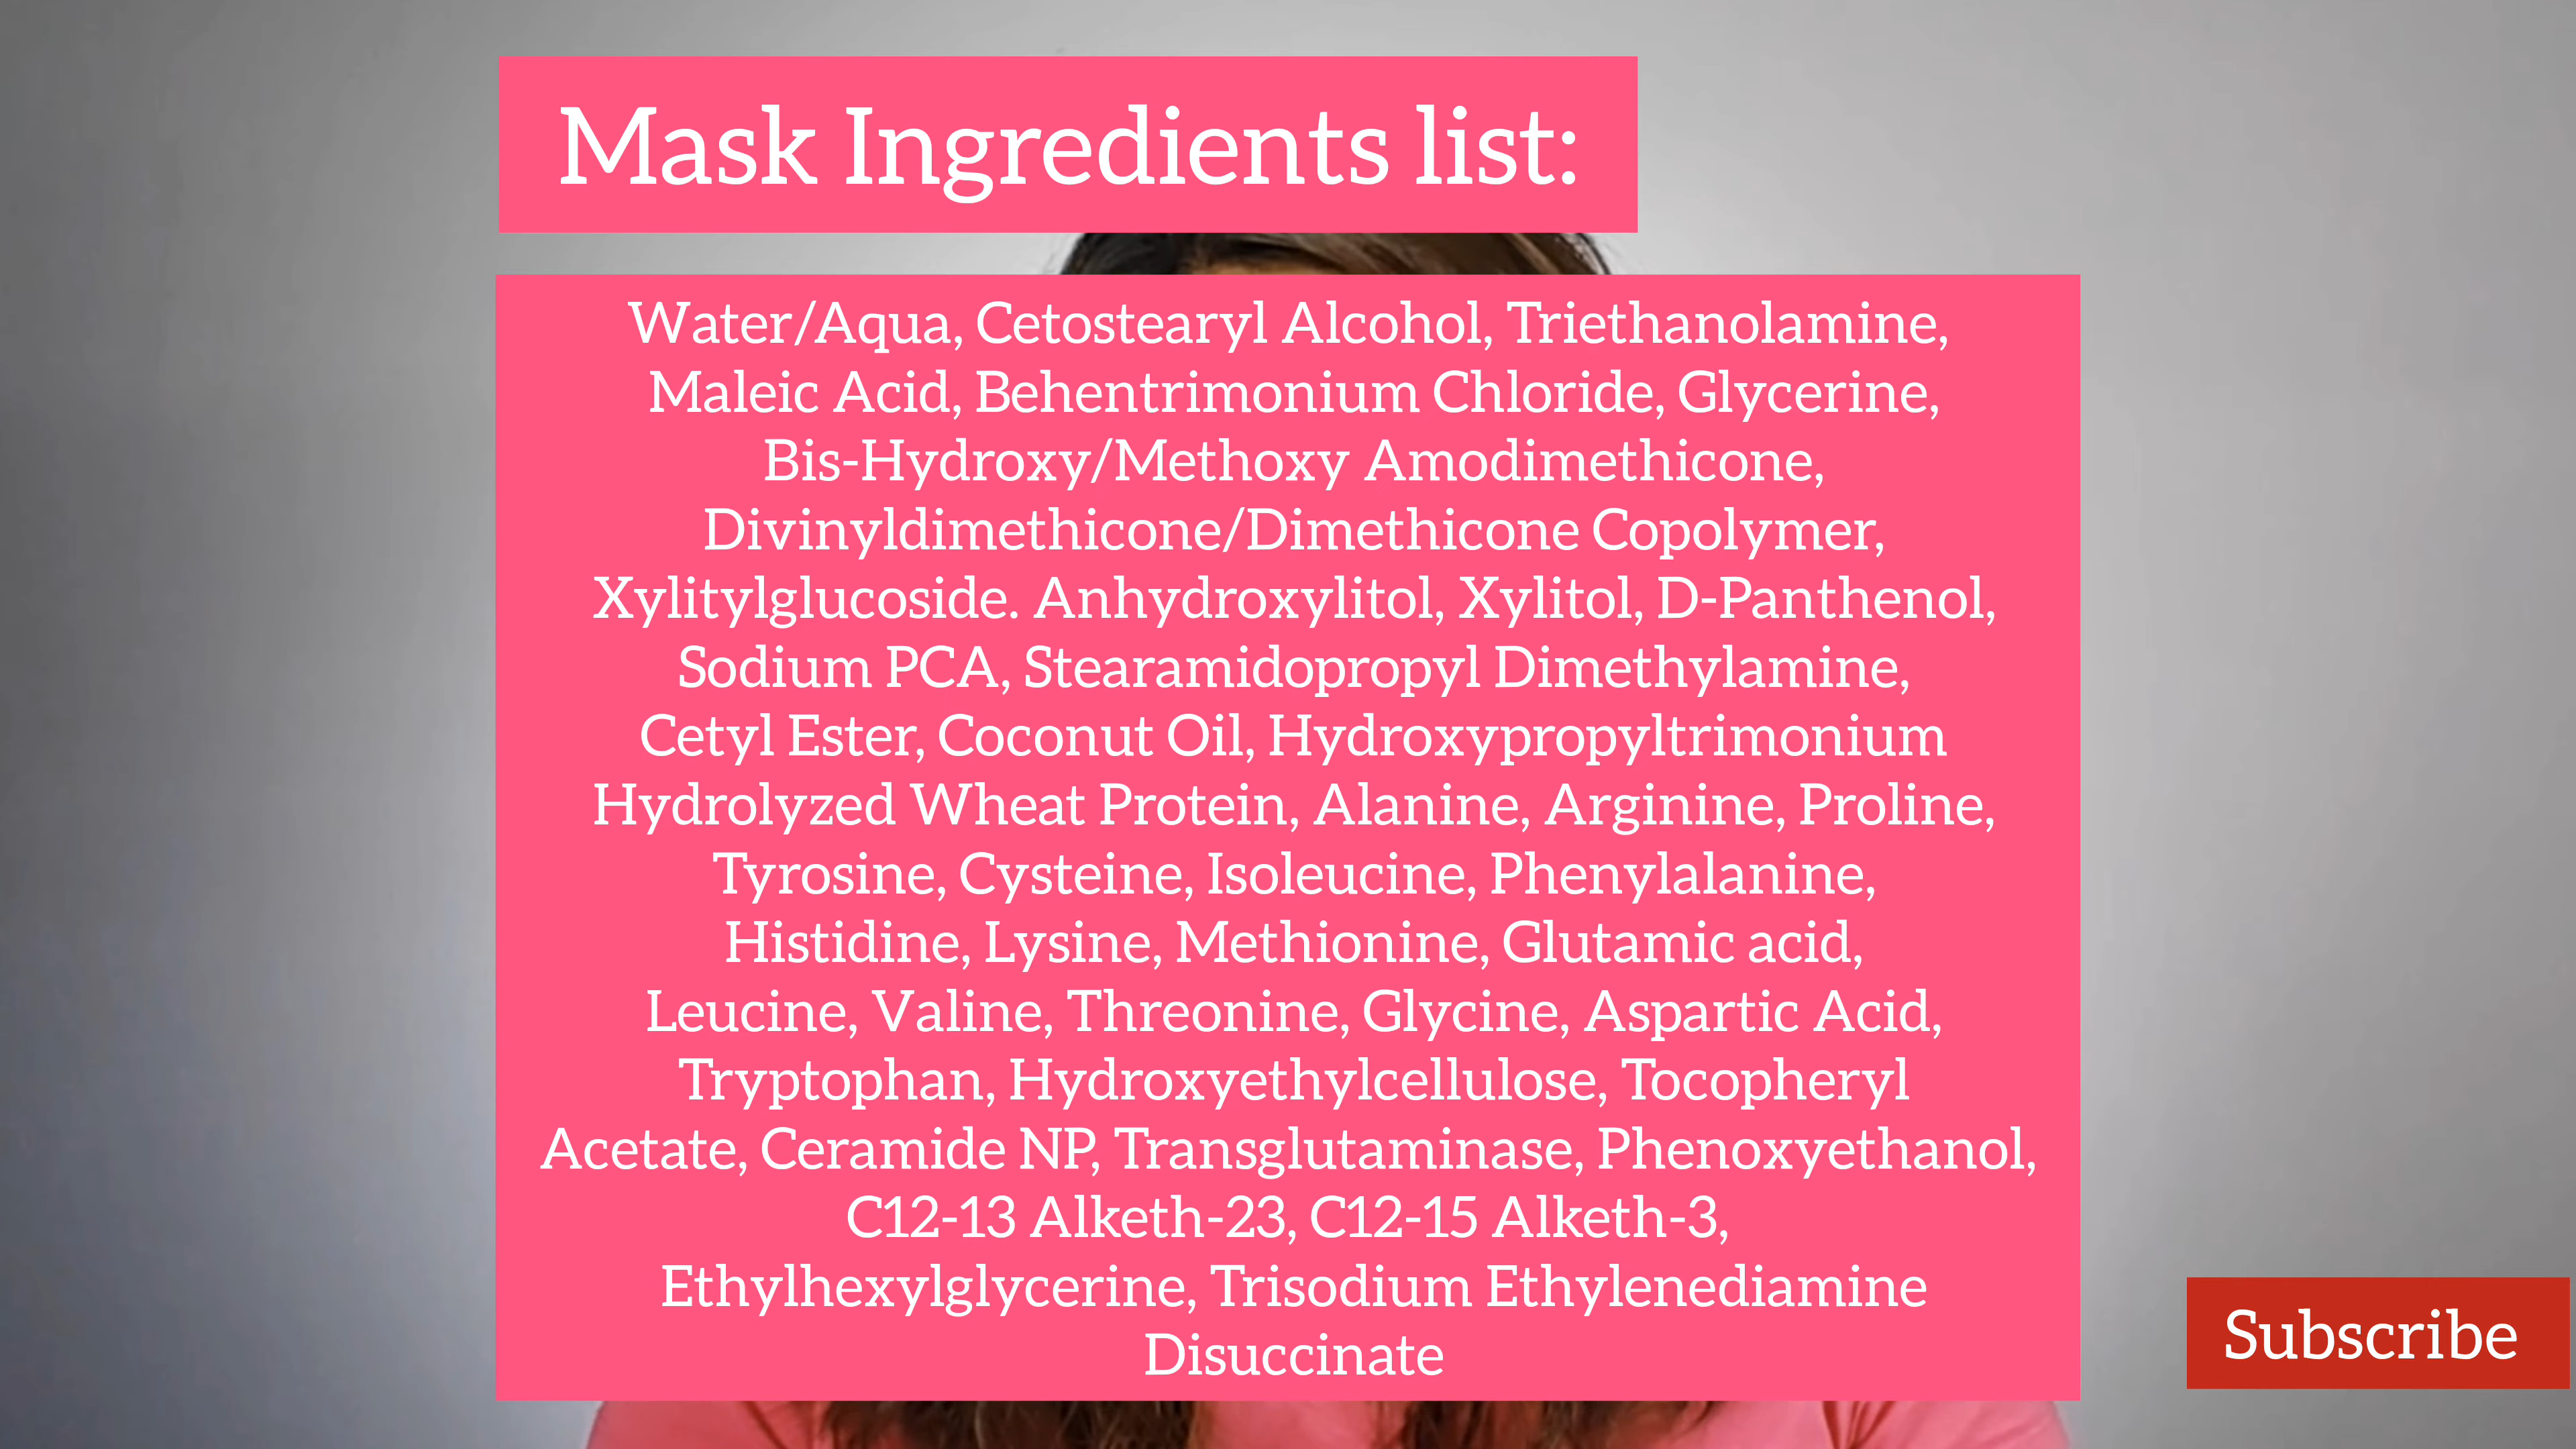 Mask Ingredients list:
Water/Aqua, Cetostearyl Alcohol, Triethanolamine,
Maleic Acid, Behentrimonium Chloride, Glycerine,
Bis-Hydroxy/Methoxy Amodimethicone,
Divinyldimethicone/Dimethicone Copolymer,
Xylitylglucoside. Anhydroxylitol, Xylitol, D-Panthenol,
Sodium PCA, Stearamidopropyl Dimethylamine,
Cetyl Ester, Coconut Oil, Hydroxypropyltrimonium
Hydrolyzed Wheat Protein, Alanine, Arginine, Proline,
Tyrosine, Cysteine, Isoleucine, Phenylalanine,
Histidine, Lysine, Methionine, Glutamic acid,
Leucine, Valine, Threonine, Glycine, Aspartic Acid,
Tryptophan, Hydroxyethylcellulose, Tocopheryl
Acetate, Ceramide NP, Transglutaminase, Phenoxyethanol,
C12-13 Alketh-23, C12-15 Alketh-3,
Ethylhexylglycerine, Trisodium Ethylenediamine
Disuccinate
Subscribe